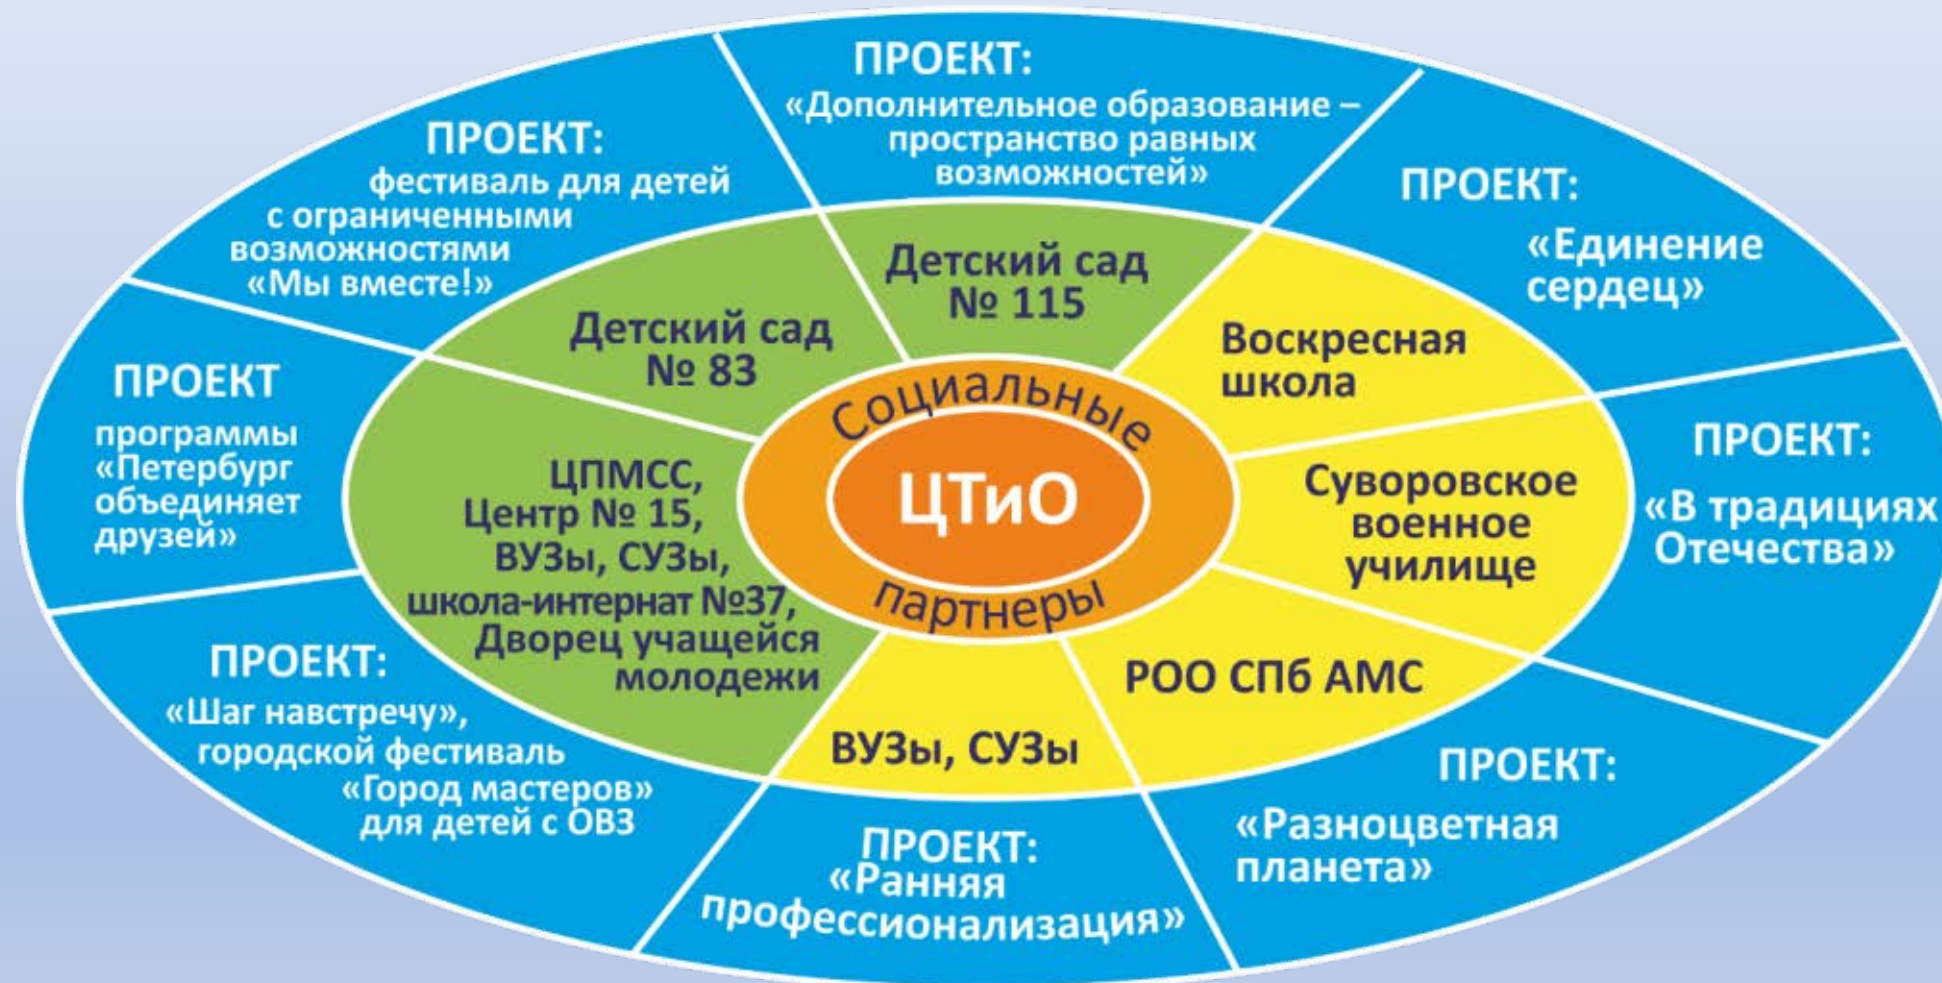 ПРОЕКТ:
«Дополнительное образование –
пространство равных
возможностей»
ПРОЕКТ:
«Единение
сердец»
ПРОЕКТ:
«В традициях
Отечества»
ПРОЕКТ:
«Разноцветная
планета»
ПРОЕКТ:
«Ранняя
профессионализация»
ПРОЕКТ:
«Шаг навстречу»,
городской фестиваль
«Город мастеров»
для детей с ОВЗ
ПРОЕКТ
программы
«Петербург
объединяет
друзей»
ПРОЕКТ:
фестиваль для детей
с ограниченными
возможностями
«Мы вместе!»
Детский сад
№ 115
Воскресная
школа
Суворовское
военное
училище
РОО СПб АМС
ВУЗы, СУЗы
ЦПМСС,
Центр № 15,
ВУЗы, СУЗы,
школа-интернат №37,
Дворец учащейся
молодежи
Детский сад
№ 83
Социальные
ЦТиО
партнеры